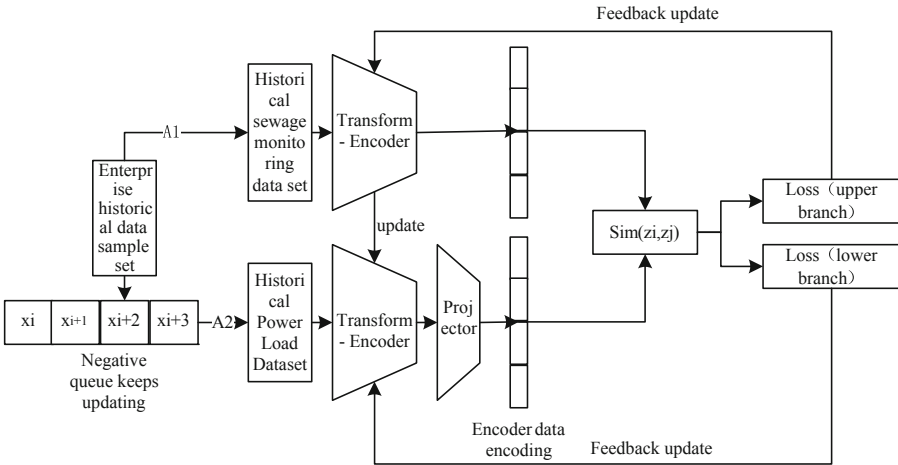 Feedback update
Histori
cal
sewage
monito
ring
data set
Transform
- Encoder
A1
Enterpr
ise
historic
al data
sample
set
update
Sim(zi,zj)
Loss（upper
branch）
Loss（lower
branch）
xi
xi+1
xi+2
xi+3
A2
Histori
cal
Power
Load
Dataset
Transform
- Encoder
Proj
ector
Negative
queue keeps
updating
Encoder data
encoding
Feedback update